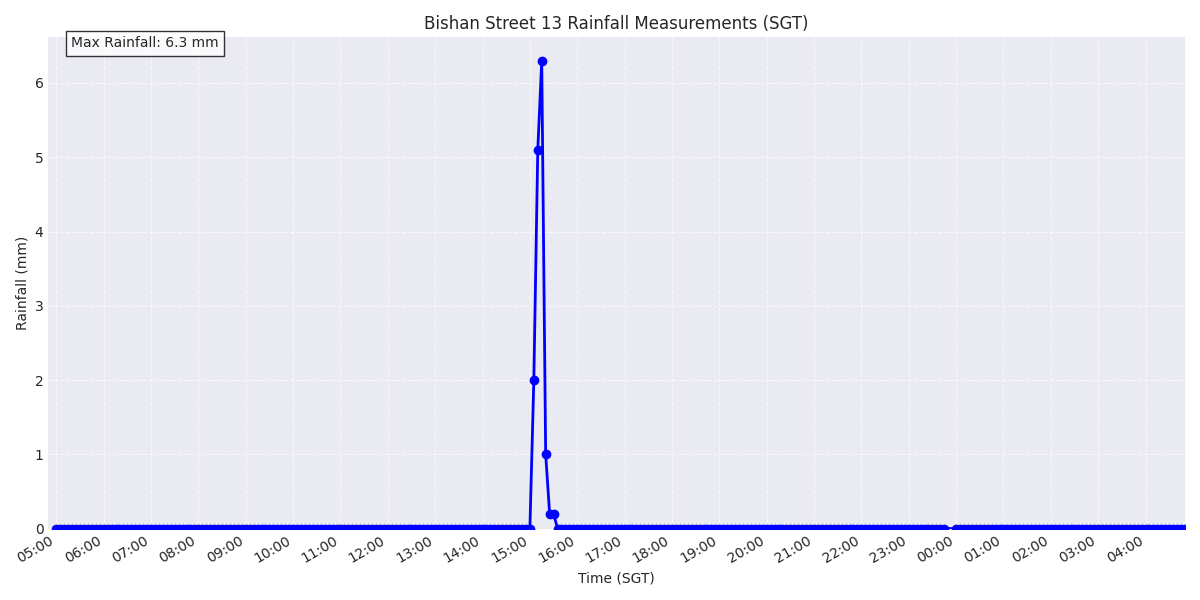 Bishan Street 13 Rainfall Measurements (SGT)
Max Rainfall: 6.3 mm
6
5
4
3
2
1
0
Rainfall (mm)
05:00 06:00 07:00 08:00 09:00 10:00 11:00 12:00 13:00 14:00 15:00 16:00 17:00 18:00 19:00 20:00 21:00 22:00 23:00 00:00 01:00 02:00 03:00 04:00
Time (SGT)